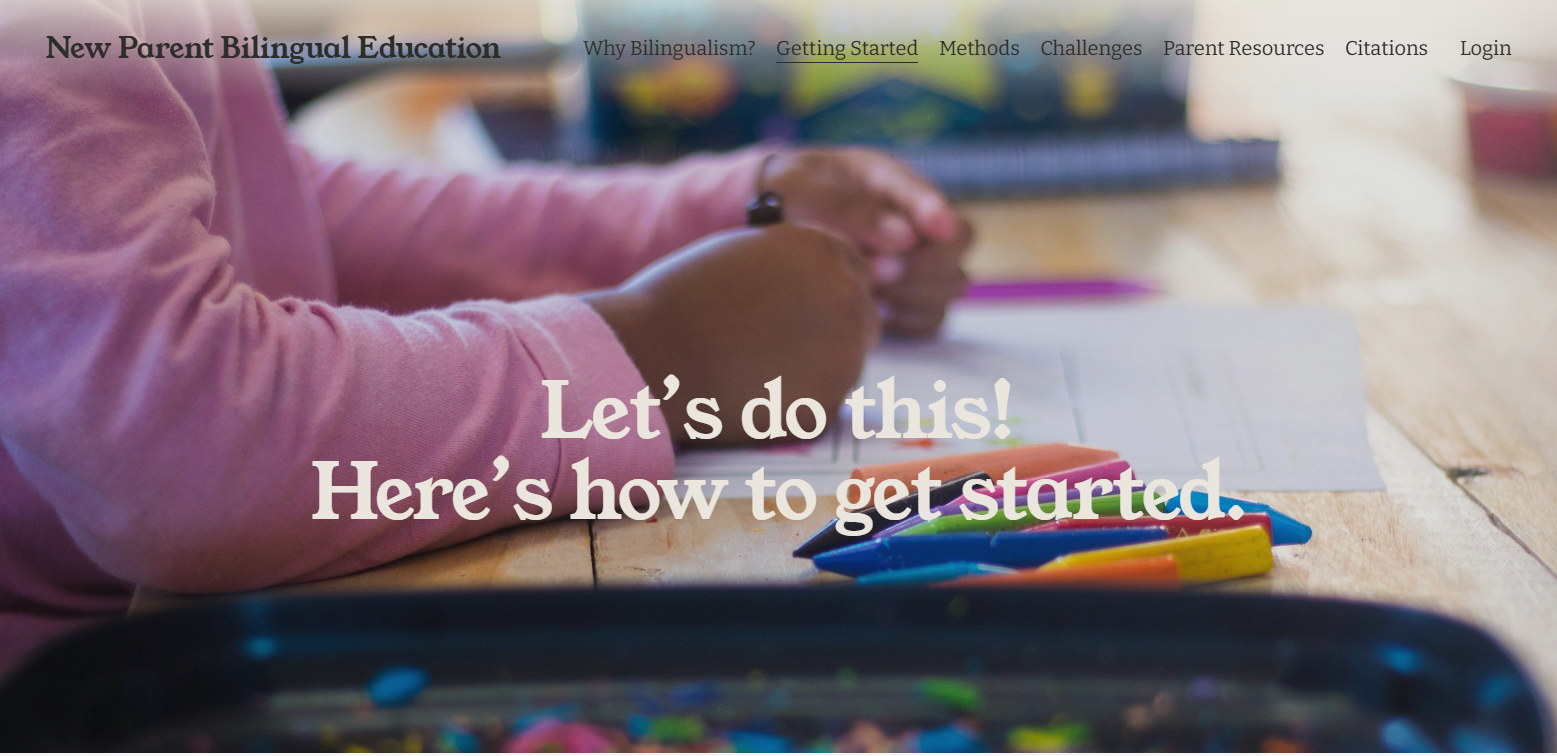 New Parent Bilingual Education
Why Bilingualism? Getting Started Methods Challenges Parent Resources Citations Login
Let’s do this!
Here’s how to get started.